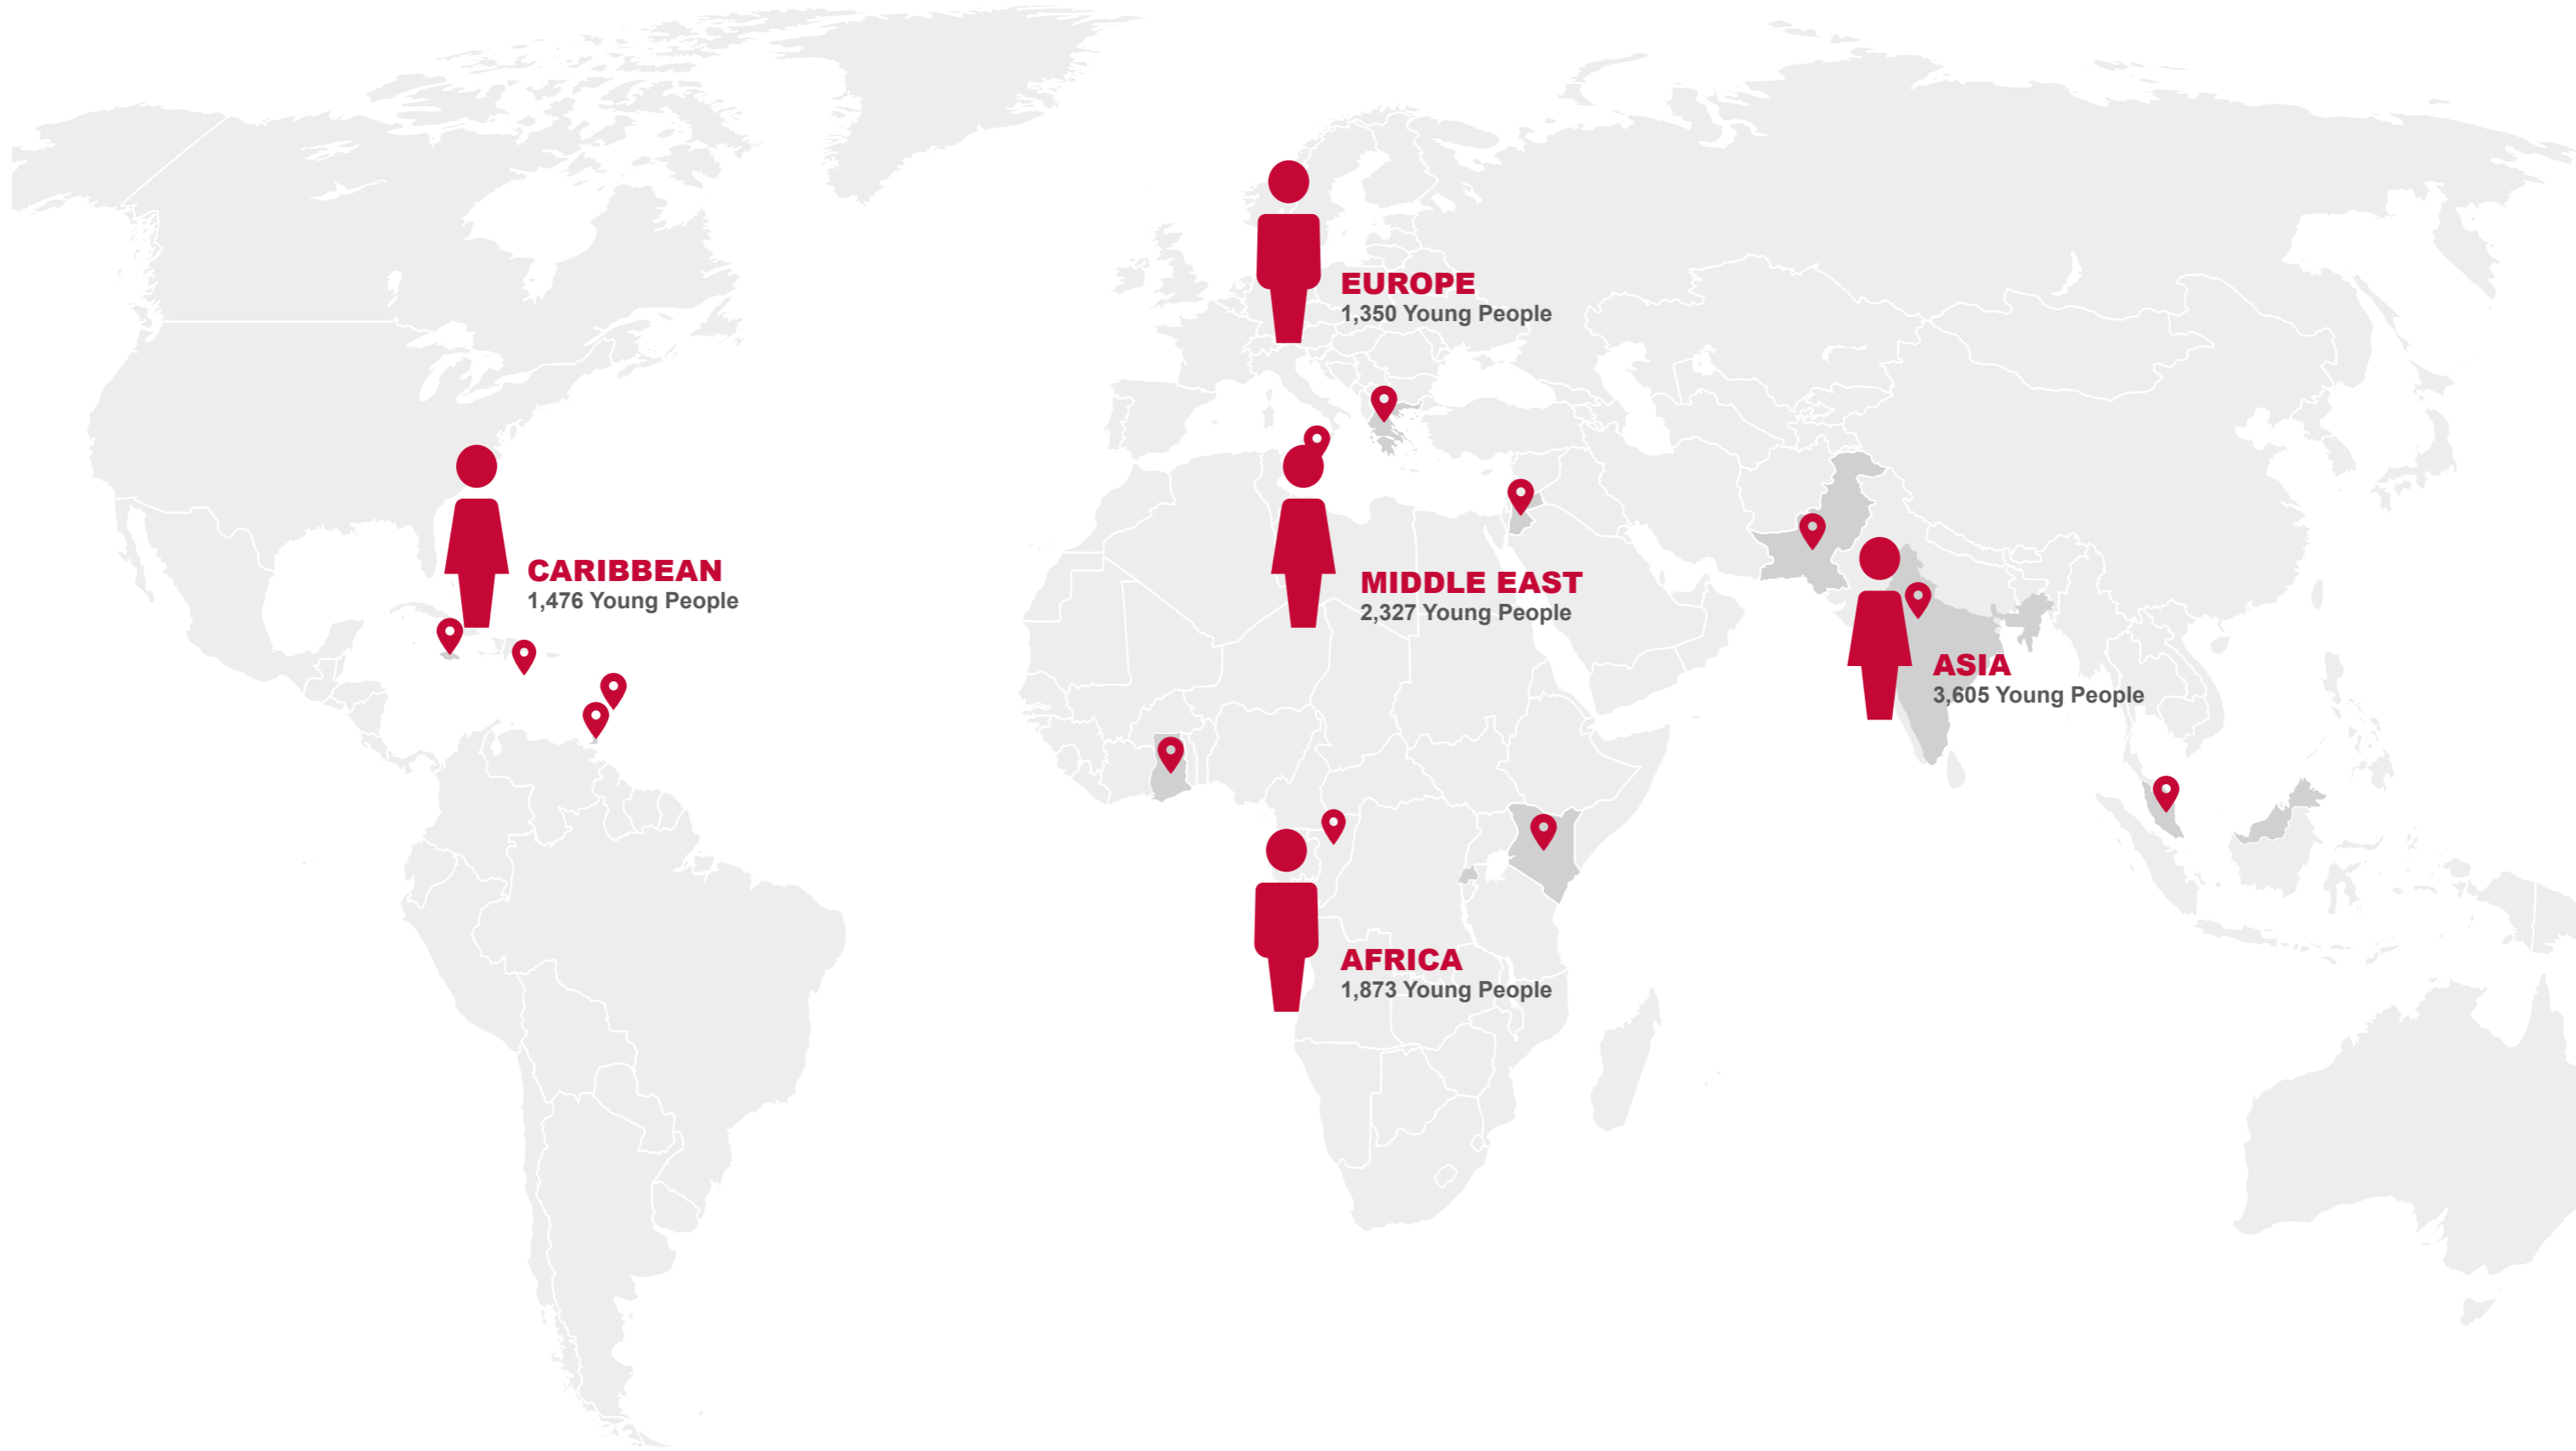 EUROPE
1,350 Young People
CARIBBEAN
1,476 Young People
MIDDLE EAST
2,327 Young People
ASIA
3,605 Young People
AFRICA
1,873 Young People